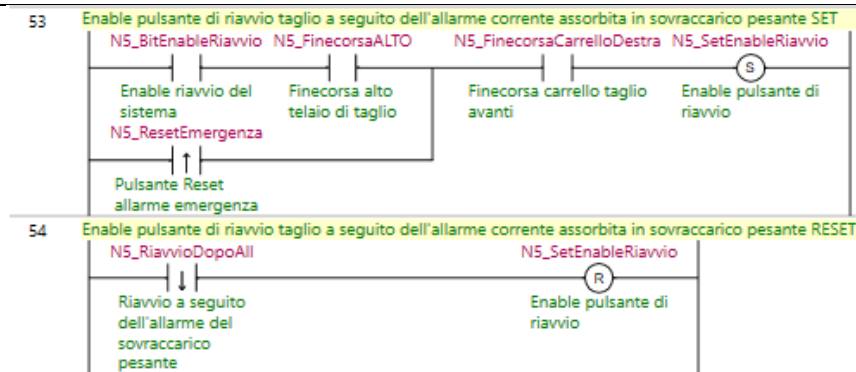 53 Enable pulsante di riavvio taglio a seguito dell'allarme corrente assorbita in sovraccarico pesante SET
N5_BitEnableRiavvio N5_FinecorsaALTO N5_FinecorsaCarrelloDestra N5_SetEnableRiavvio
S
Enable riavvio del Finecorsa alto Finecorsa carrello taglio Enable pulsante di
sistema telaio di taglio avanti riavvio
N5_ResetEmergenza
Pulsante Reset
allarme emergenza
54 Enable pulsante di riavvio taglio a seguito dell'allarme corrente assorbita in sovraccarico pesante RESET
N5_RiavvioDopoAll N5_SetEnableRiavvio
R
Riavvio a seguito Enable pulsante di
dell'allarme del riavvio
sovraccarico
pesante